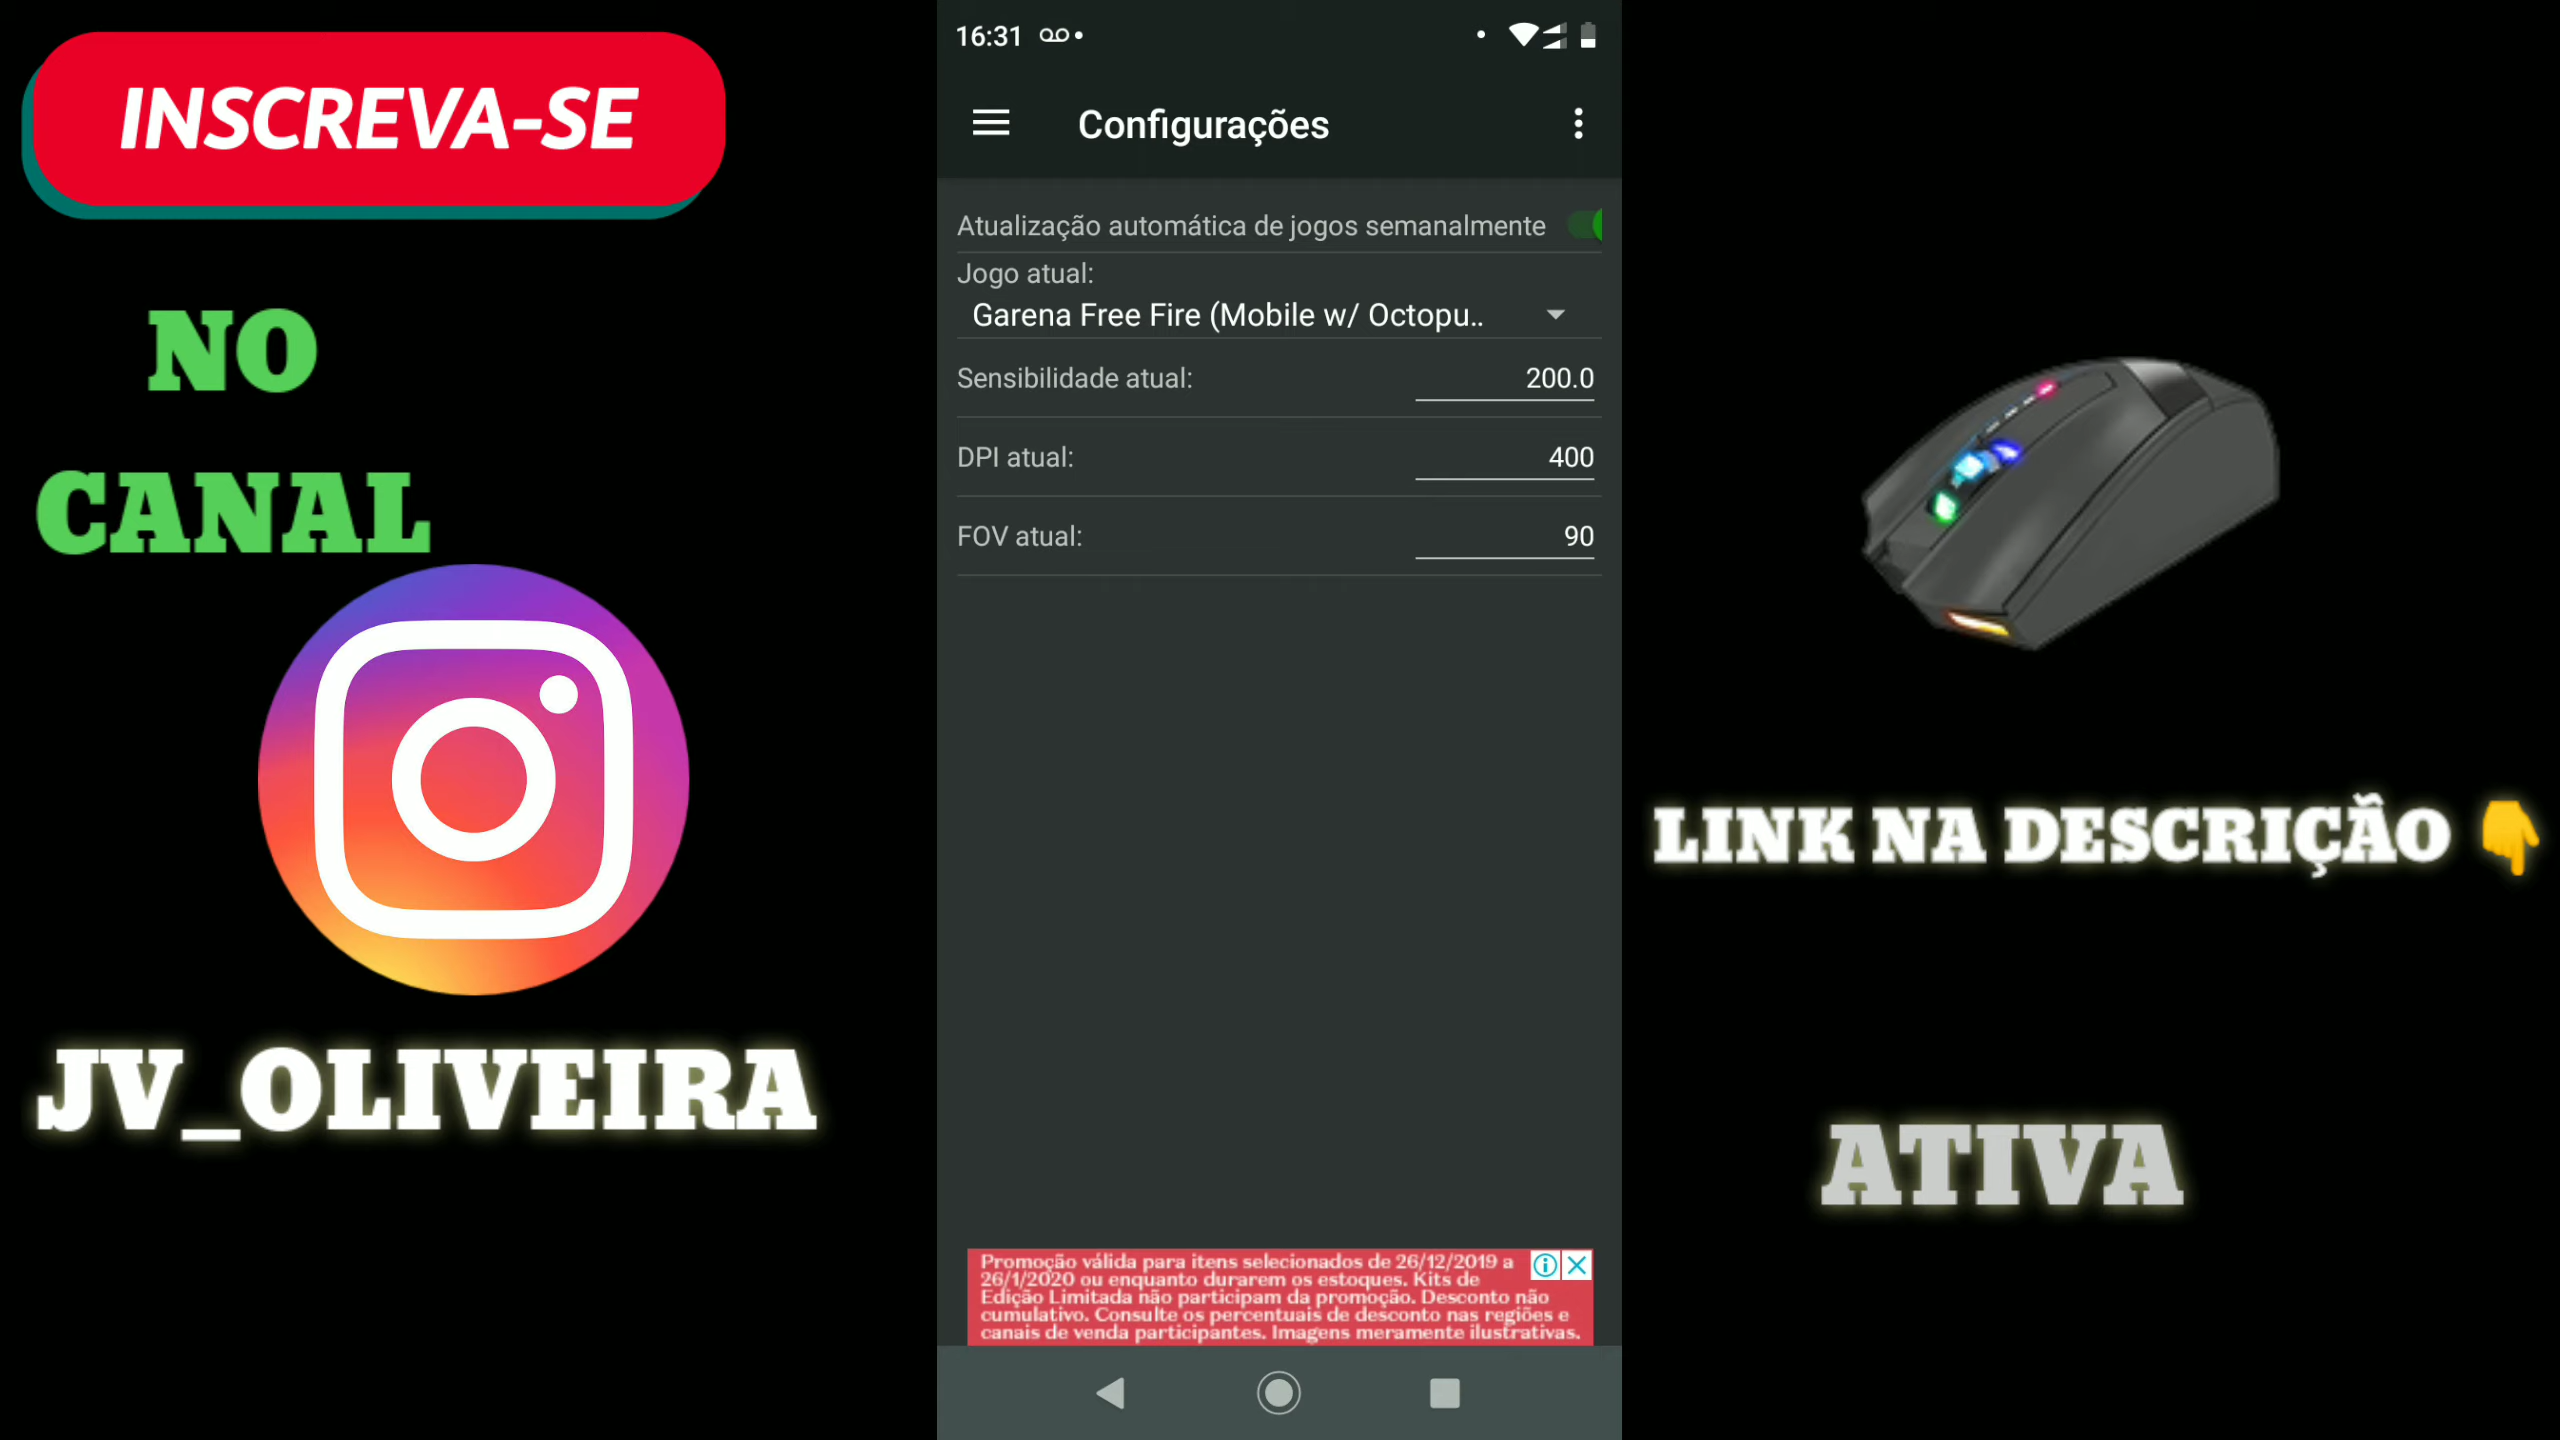 INSCREVA-SE
NO
CANAL
JV_OLIVEIRA
16:31
Configurações
Atualização automática de jogos semanalmente
Jogo atual:
Garena Free Fire (Mobile w/ Octopu..
Sensibilidade atual: 200.0
DPI atual: 400
FOV atual: 90
Promoção válida para itens selecionados de 26/12/2019 a
26/1/2020 ou enquanto durarem os estoques. Kits de
Edição Limitada não participam da promoção. Desconto não
cumulativo. Consulte os percentuais de desconto nas regiões e
canais de venda participantes. Imagens meramente ilustrativas.
LINK NA DESCRIÇÃO 👇
ATIVA